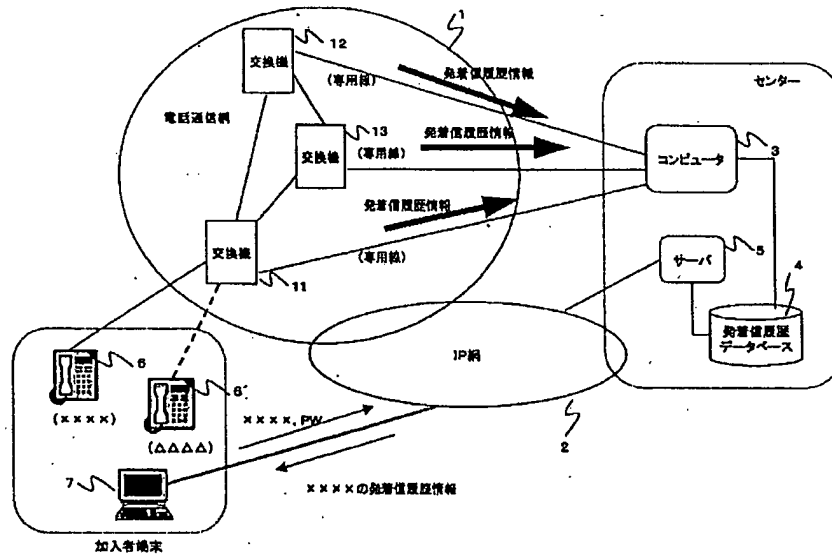 1
12
交換機
(専用線)
発着信履歴情報
センター
電話通信網
13
交換機
(専用線)
発着信履歴情報
コンピュータ
3
発着信履歴情報
交換機
(専用線)
11
サーバ
5
4
発着信履歴
データベース
IP網
2
6
(××××)
6´
(△△△△)
××××, PW
7
××××の発着信履歴情報
加入者端末